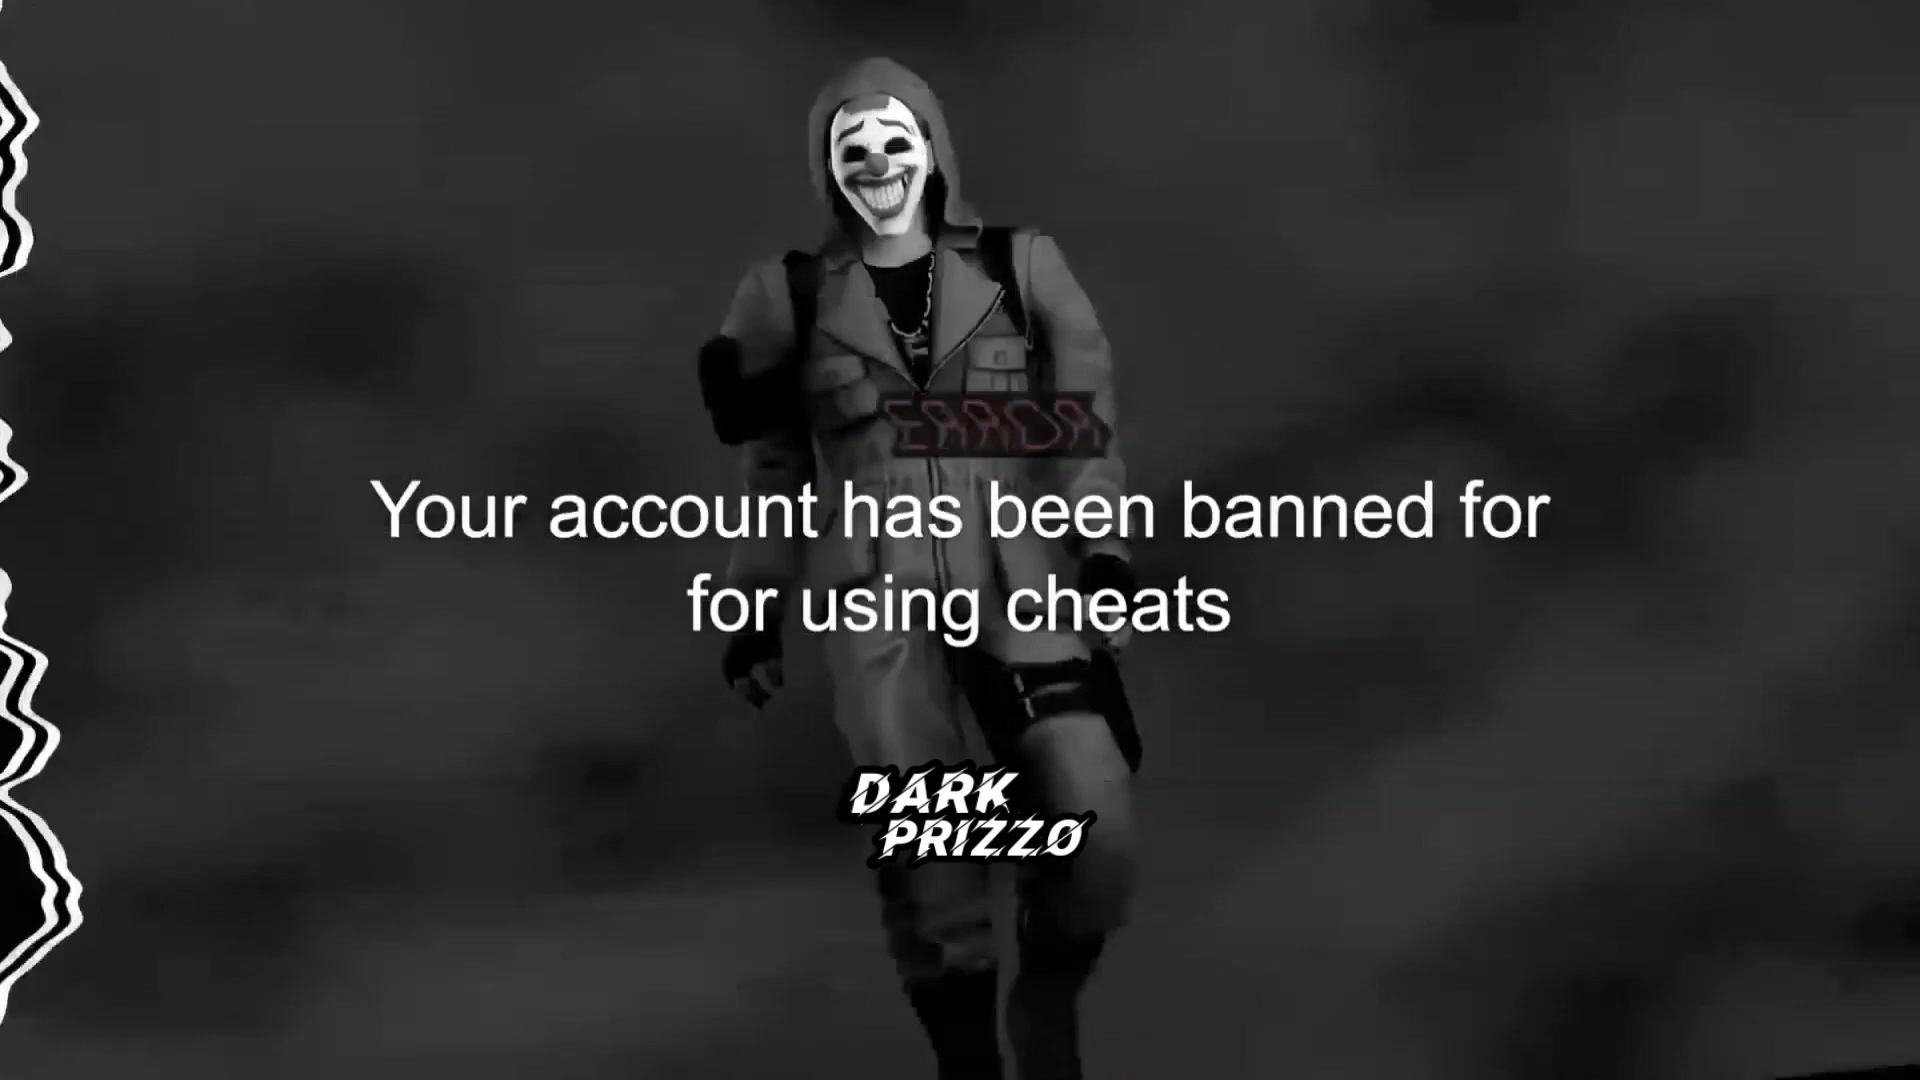 ERROR
Your account has been banned for
for using cheats
DARK
PRIZZO